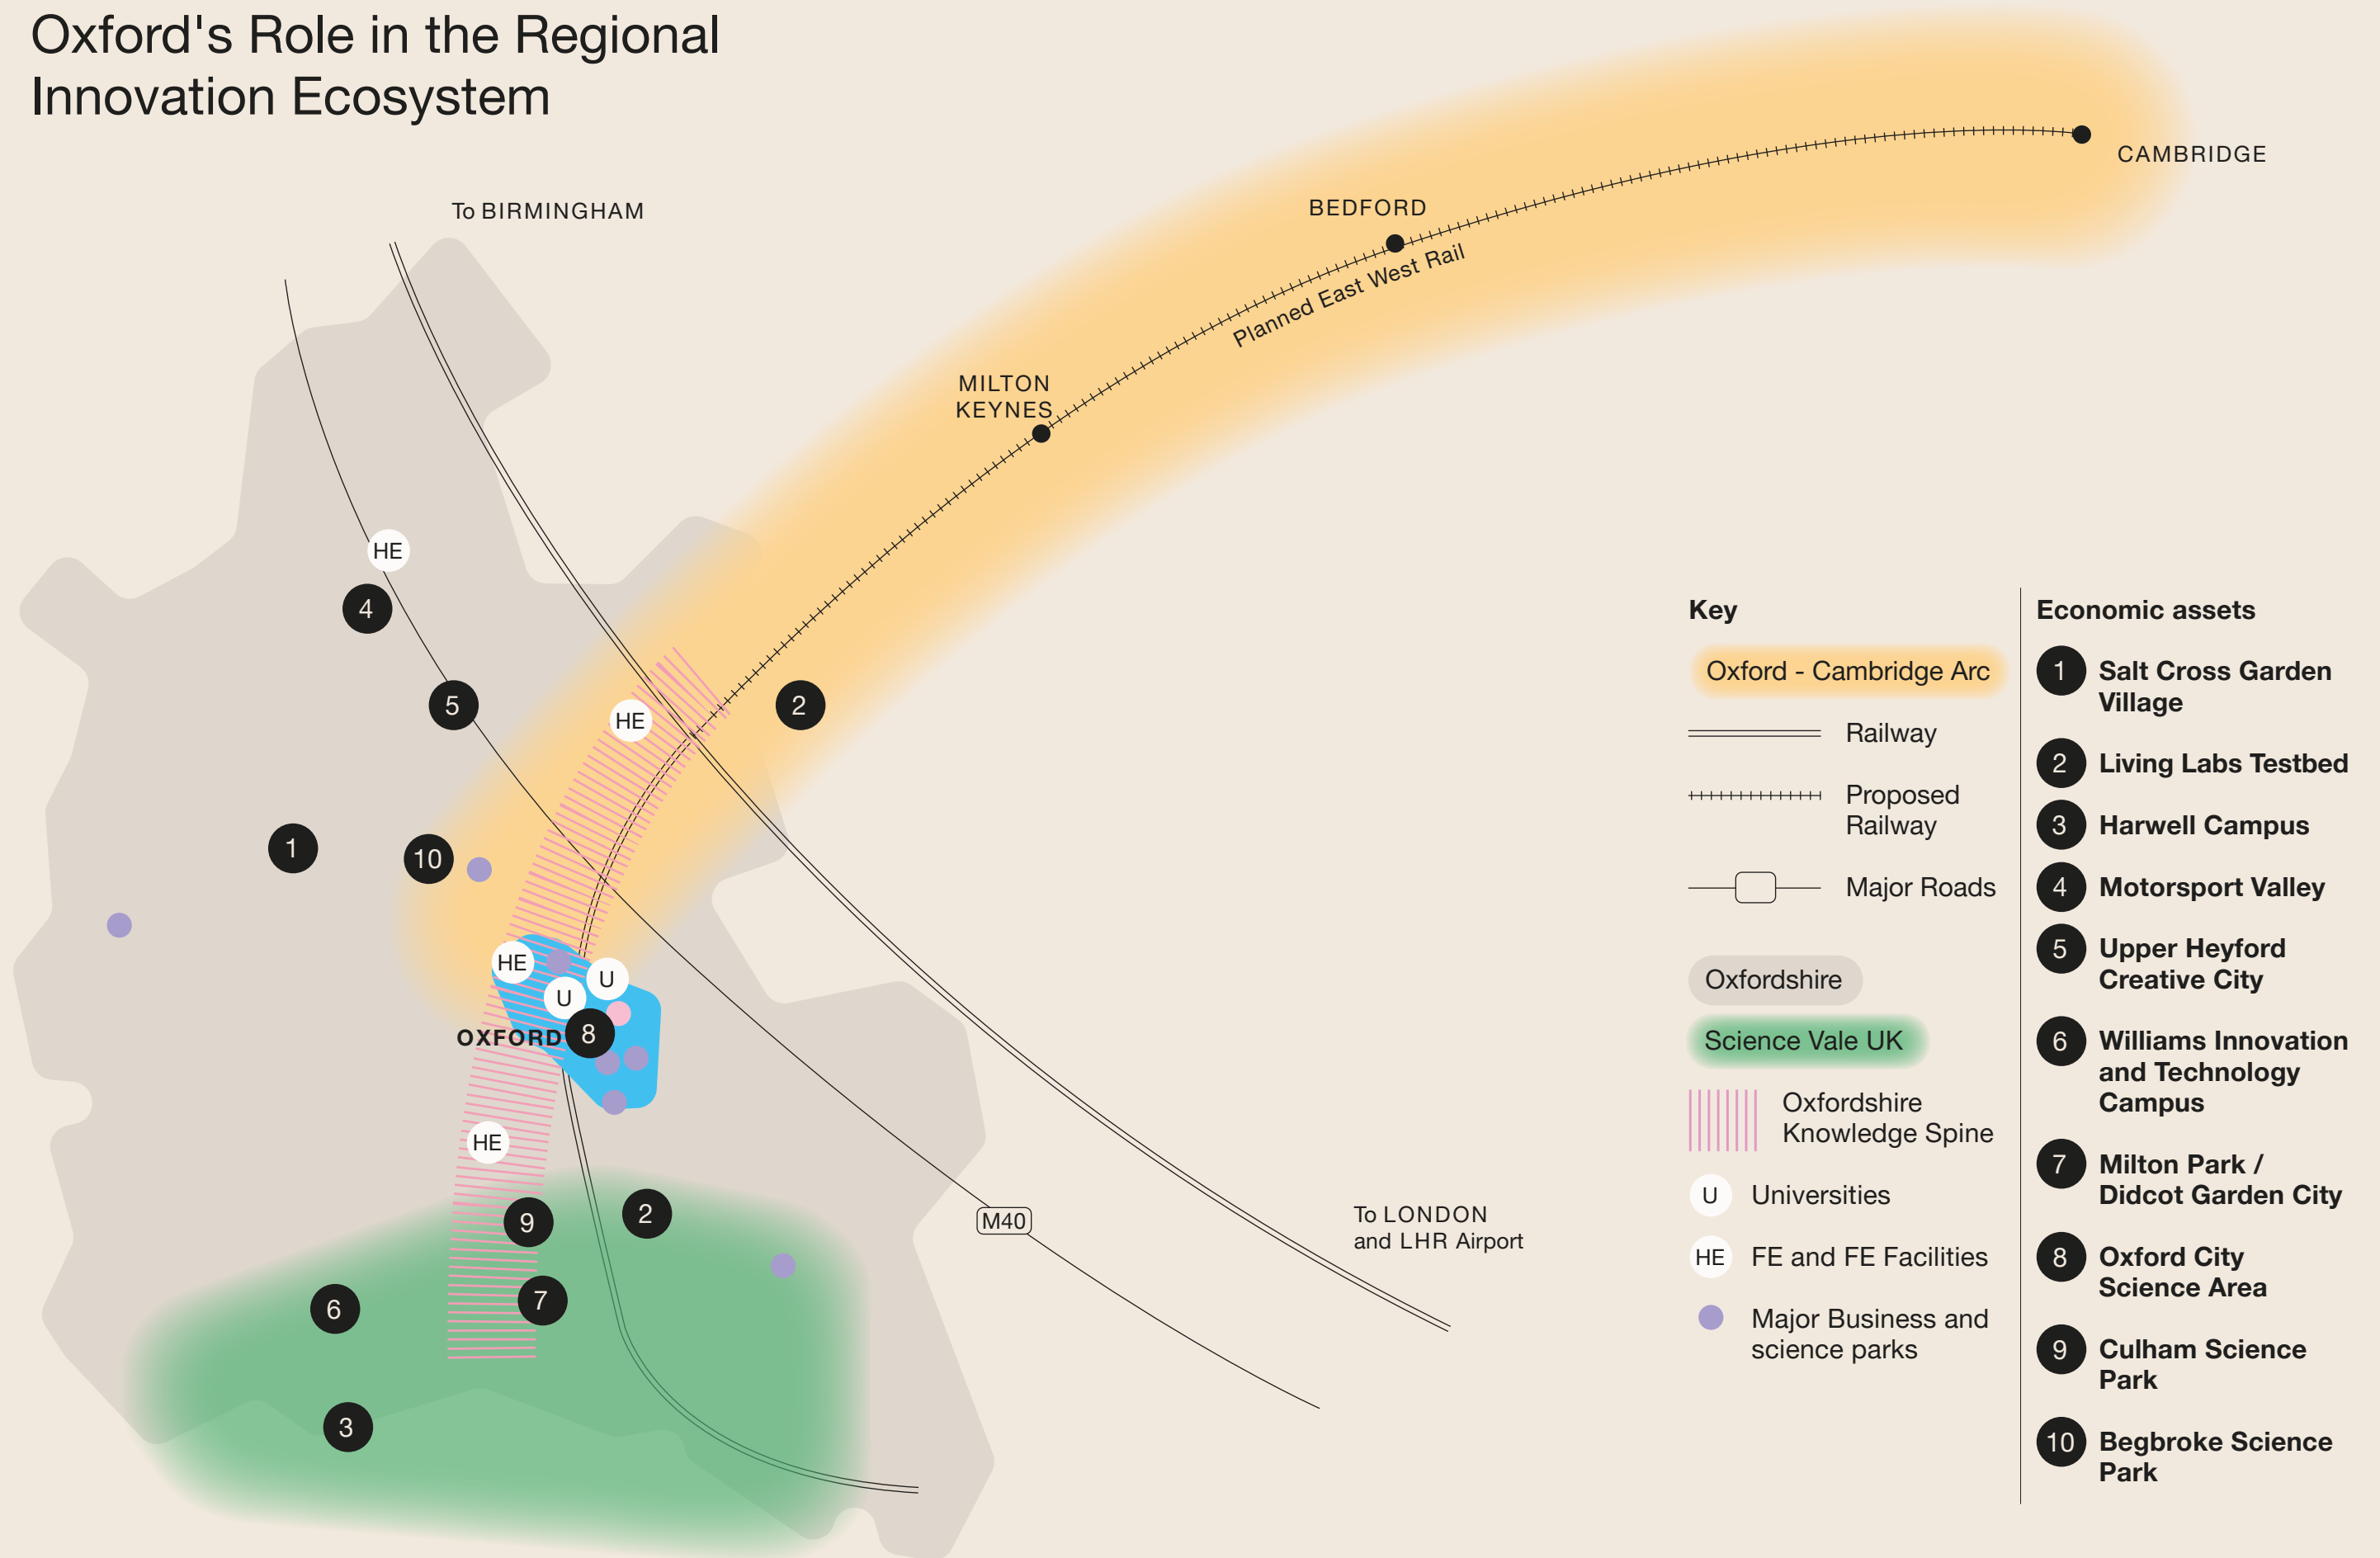 Oxford's Role in the Regional
Innovation Ecosystem
To BIRMINGHAM
CAMBRIDGE
BEDFORD
Planned East West Rail
MILTON
KEYNES
HE
4
5
HE
2
1
10
HE
U
U
OXFORD
8
HE
9
2
7
6
3
M40
To LONDON
and LHR Airport
Key
Oxford - Cambridge Arc
Railway
Proposed
Railway
Major Roads
Oxfordshire
Science Vale UK
Oxfordshire
Knowledge Spine
U Universities
HE FE and FE Facilities
Major Business and
science parks
Economic assets
1 Salt Cross Garden
Village
2 Living Labs Testbed
3 Harwell Campus
4 Motorsport Valley
5 Upper Heyford
Creative City
6 Williams Innovation
and Technology
Campus
7 Milton Park /
Didcot Garden City
8 Oxford City
Science Area
9 Culham Science
Park
10 Begbroke Science
Park